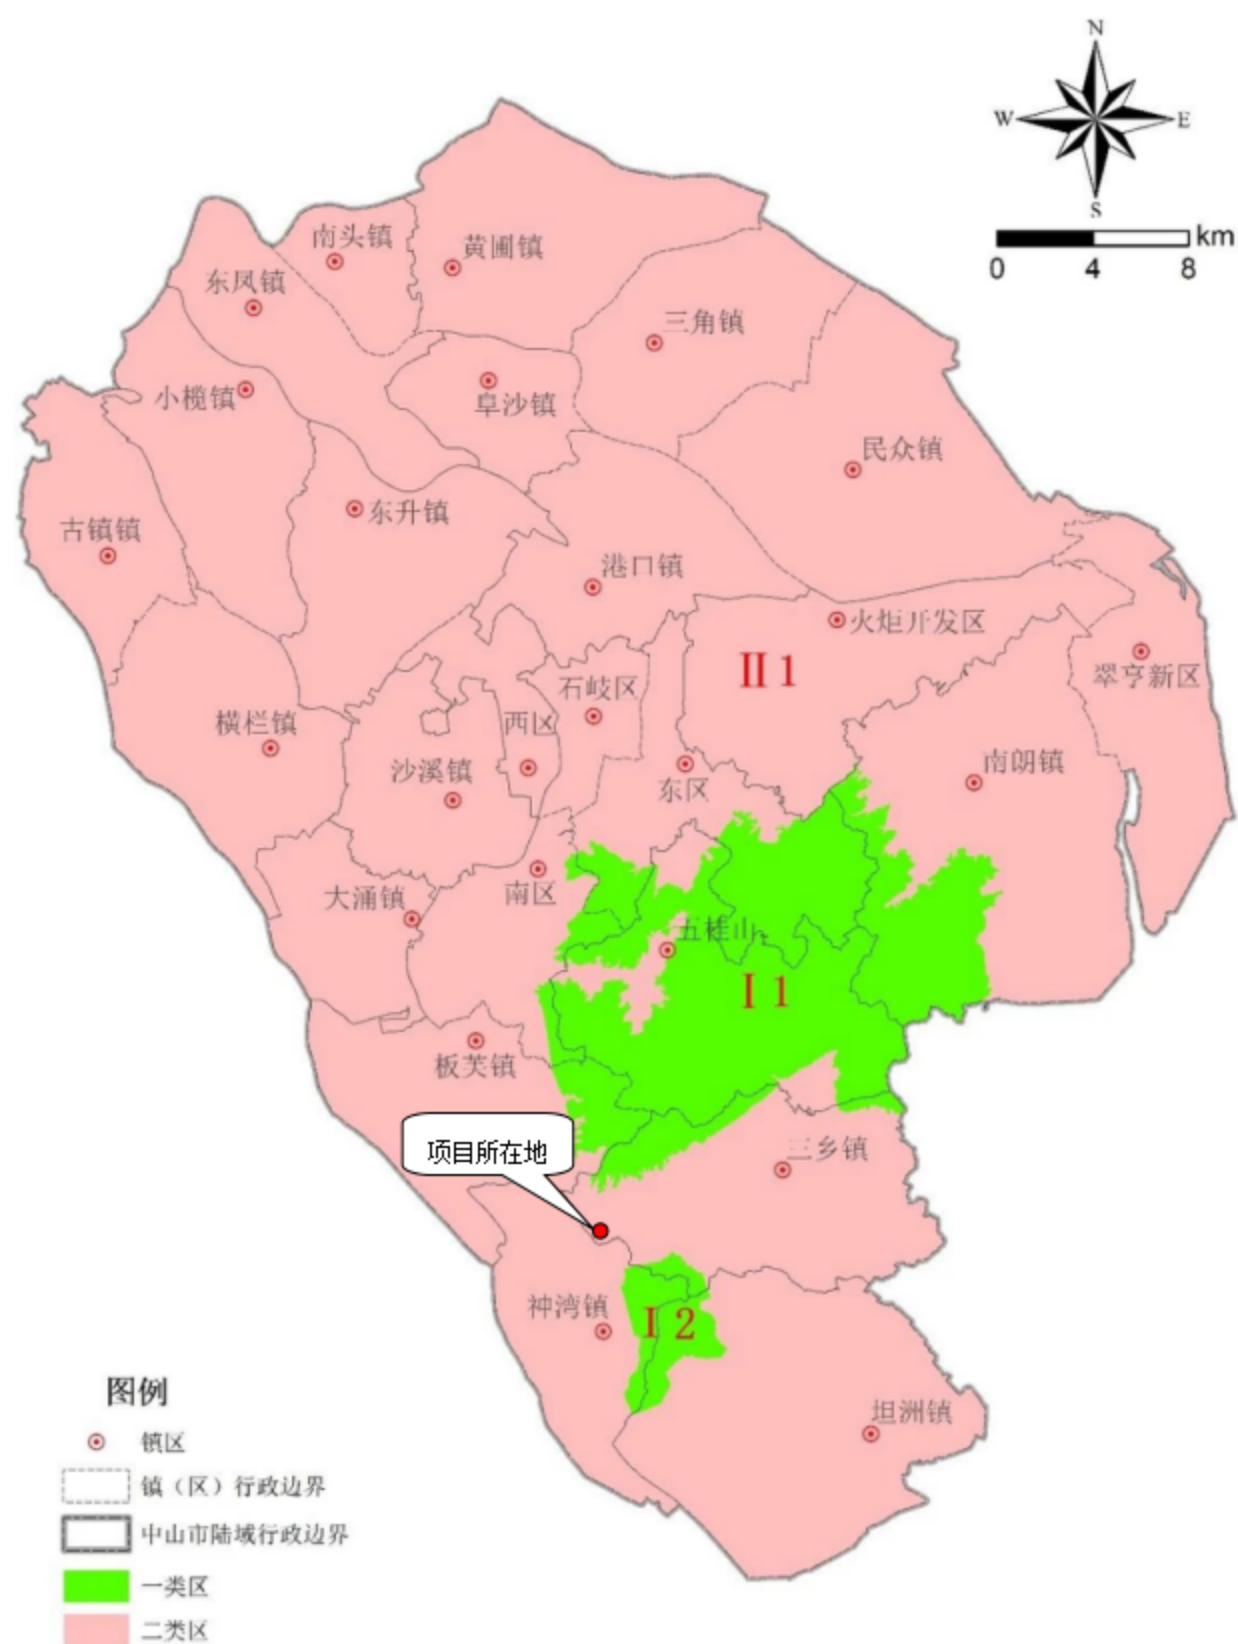 N
W
E
S
km
0 4 8
南头镇
黄圃镇
东凤镇
三角镇
小榄镇
阜沙镇
民众镇
东升镇
古镇镇
港口镇
火炬开发区
II 1
翠亨新区
石岐区
横栏镇
西区
沙溪镇
东区
南朗镇
大涌镇
南区
五桂山
I 1
板芙镇
项目所在地
三乡镇
神湾镇
I 2
坦洲镇
图例
镇区
镇（区）行政边界
中山市陆域行政边界
一类区
二类区